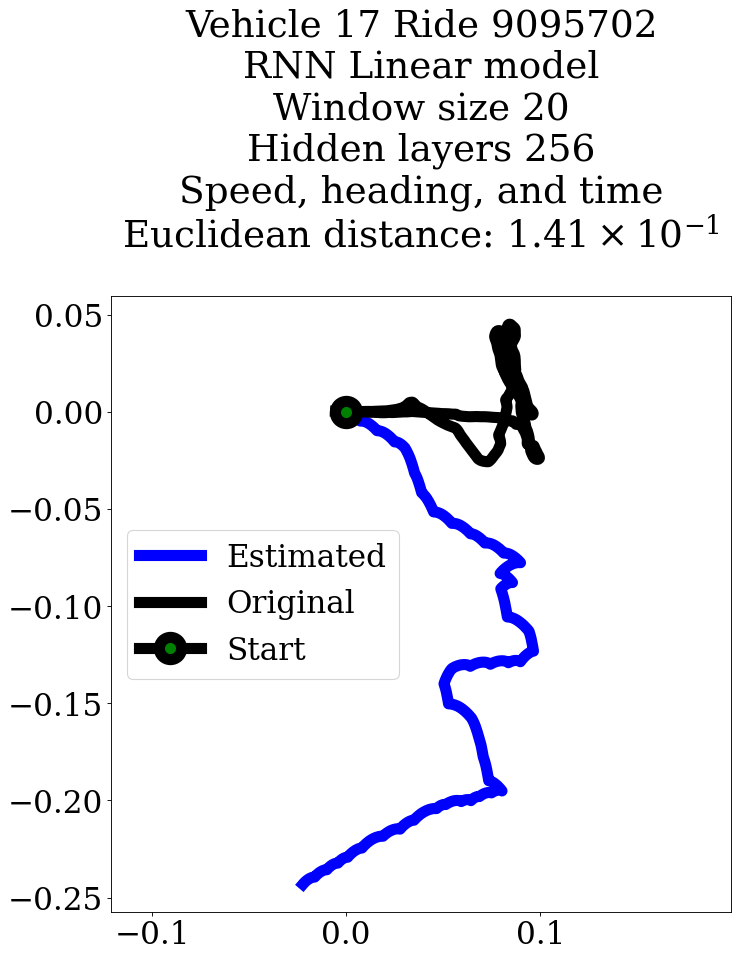 Vehicle 17 Ride 9095702
RNN Linear model
Window size 20
Hidden layers 256
Speed, heading, and time
Euclidean distance: 1.41 × 10⁻¹
0.05
0.00
−0.05
−0.10
−0.15
−0.20
−0.25
Estimated
Original
Start
−0.1
0.0
0.1